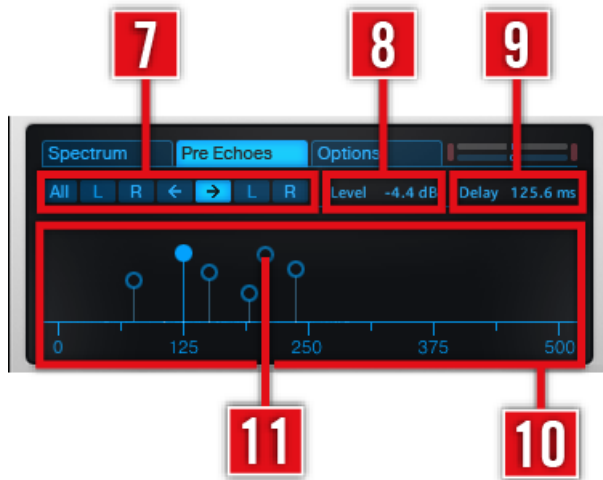 7 8 9
Spectrum Pre Echoes Options
All L R ← → L R Level -4.4 dB Delay 125.6 ms
0 125 250 375 500
11 10